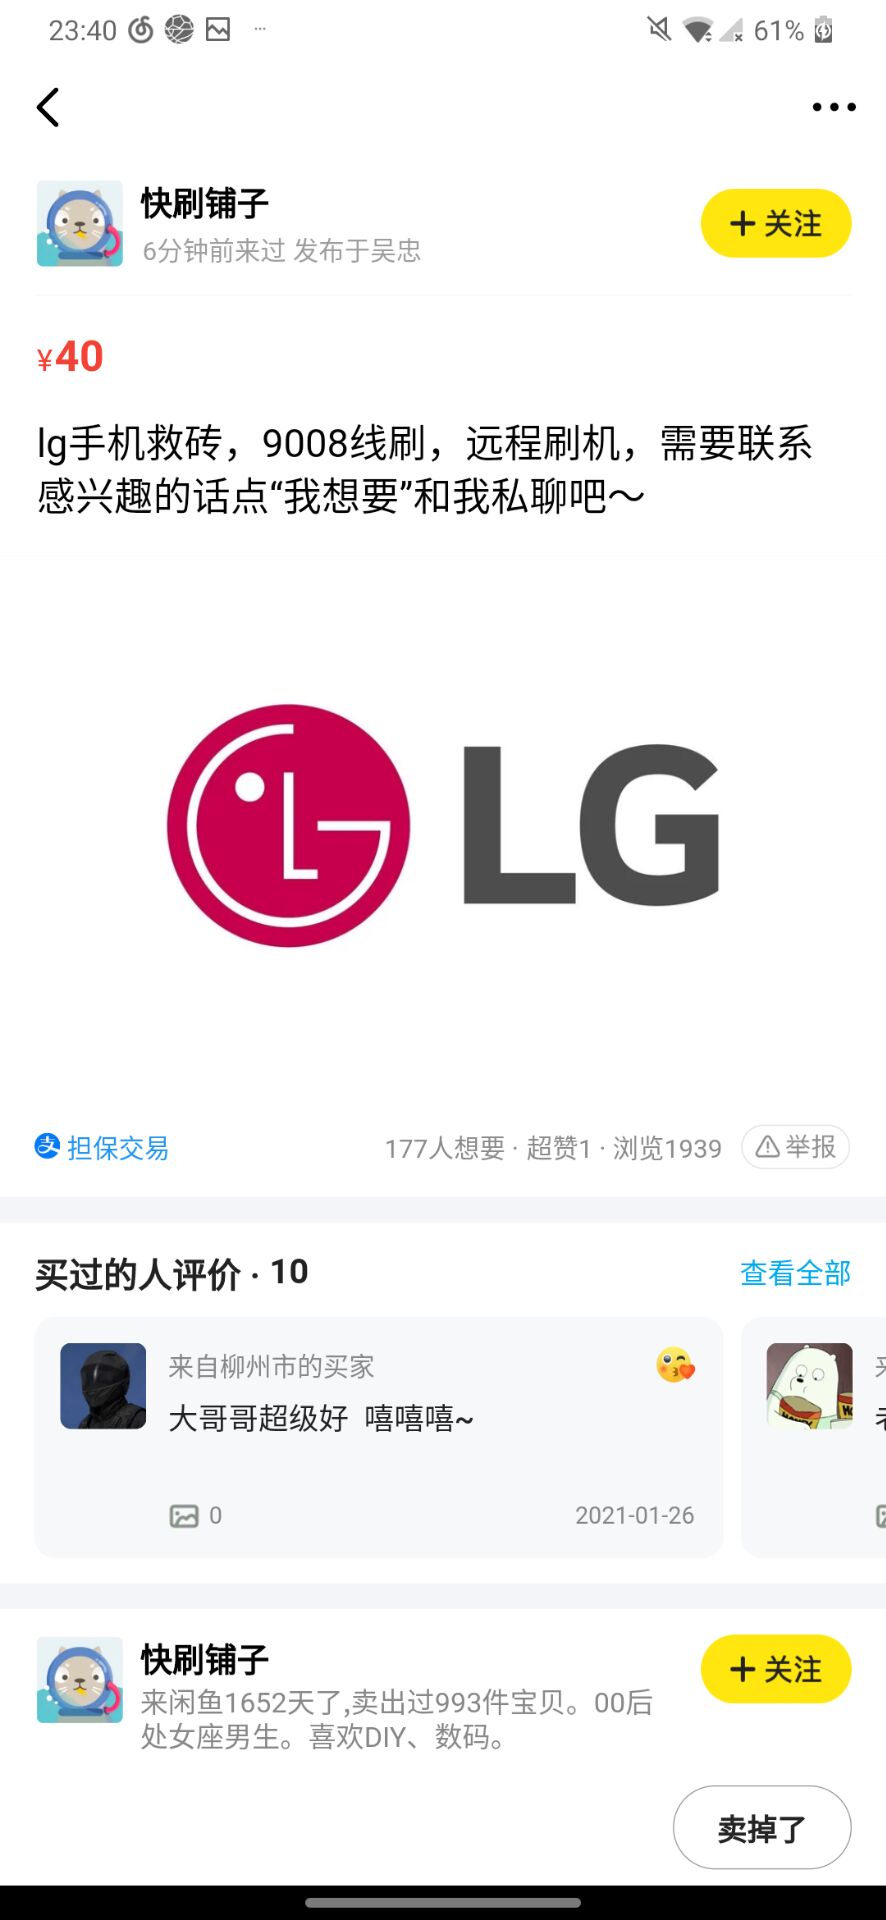 23:40
61%
快刷铺子
6分钟前来过 发布于吴忠
+ 关注
¥40
lg手机救砖，9008线刷，远程刷机，需要联系
感兴趣的话点“我想要”和我私聊吧～
LG
担保交易
177人想要 · 超赞1 · 浏览1939
举报
买过的人评价 · 10
查看全部
来自柳州市的买家
大哥哥超级好 嘻嘻嘻~
0
2021-01-26
快刷铺子
来闲鱼1652天了,卖出过993件宝贝。00后
处女座男生。喜欢DIY、数码。
+ 关注
卖掉了